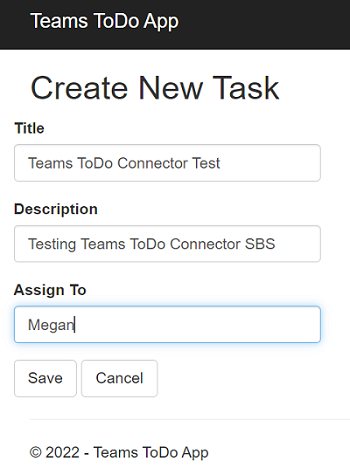 Teams ToDo App
Create New Task
Title
Teams ToDo Connector Test
Description
Testing Teams ToDo Connector SBS
Assign To
Megan
Save Cancel
© 2022 - Teams ToDo App